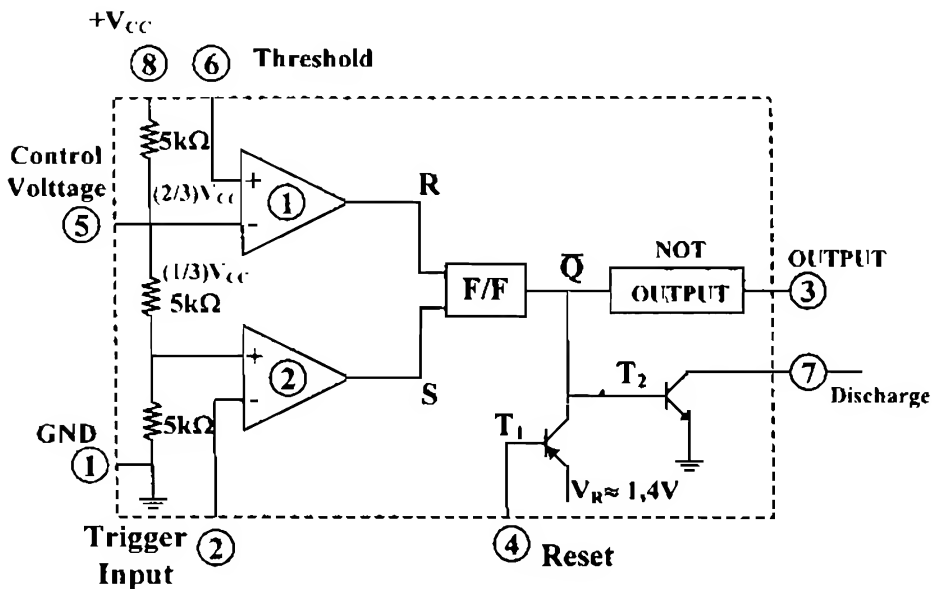 +VCC
⑧ ⑥ Threshold
5kΩ
Control
Volttage
⑤
(2/3)VCC
+
-
①
R
(1/3)VCC
5kΩ
F/F
Q̅
NOT
OUTPUT
OUTPUT
③
+
-
②
S
5kΩ
GND
①
T1
T2
⑦
Discharge
VR≈ 1,4V
Trigger
Input
②
④ Reset